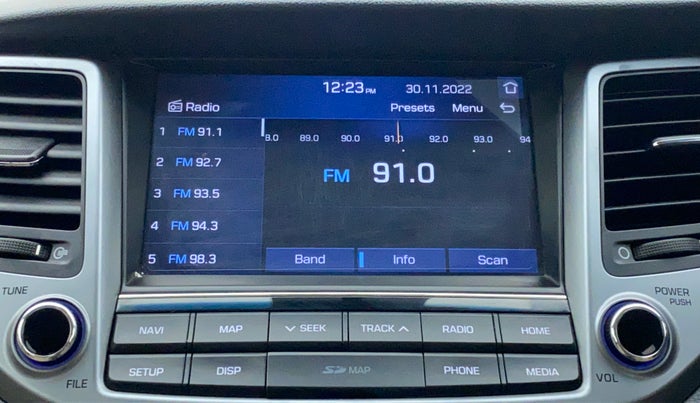 12:23 PM 30.11.2022
Radio Presets Menu
1 FM 91.1
2 FM 92.7
3 FM 93.5
4 FM 94.3
5 FM 98.3
8.0 89.0 90.0 91.0 92.0 93.0 94
FM 91.0
Band Info Scan
TUNE
FILE
POWER
PUSH
VOL
NAVI MAP SEEK TRACK RADIO HOME
SETUP DISP SD MAP PHONE MEDIA